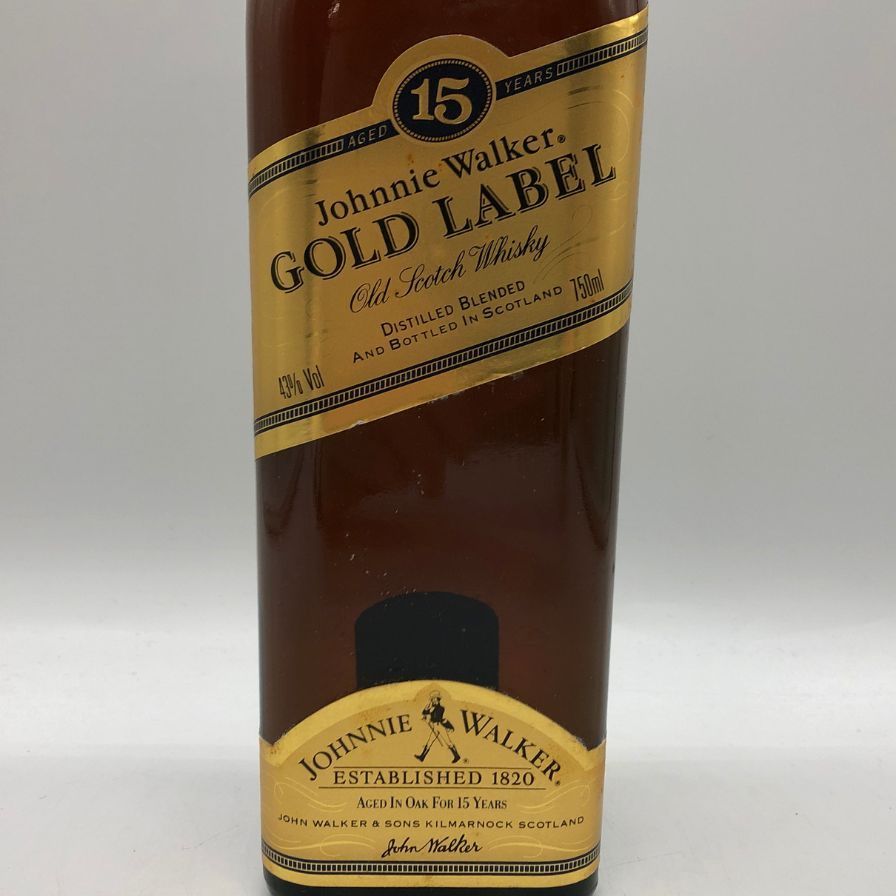 AGED 15 YEARS
Johnnie Walker®
GOLD LABEL
Old Scotch Whisky
DISTILLED BLENDED
AND BOTTLED IN SCOTLAND 750ml
43% Vol
JOHNNIE WALKER®
ESTABLISHED 1820
AGED IN OAK FOR 15 YEARS
JOHN WALKER & SONS KILMARNOCK SCOTLAND
John Walker